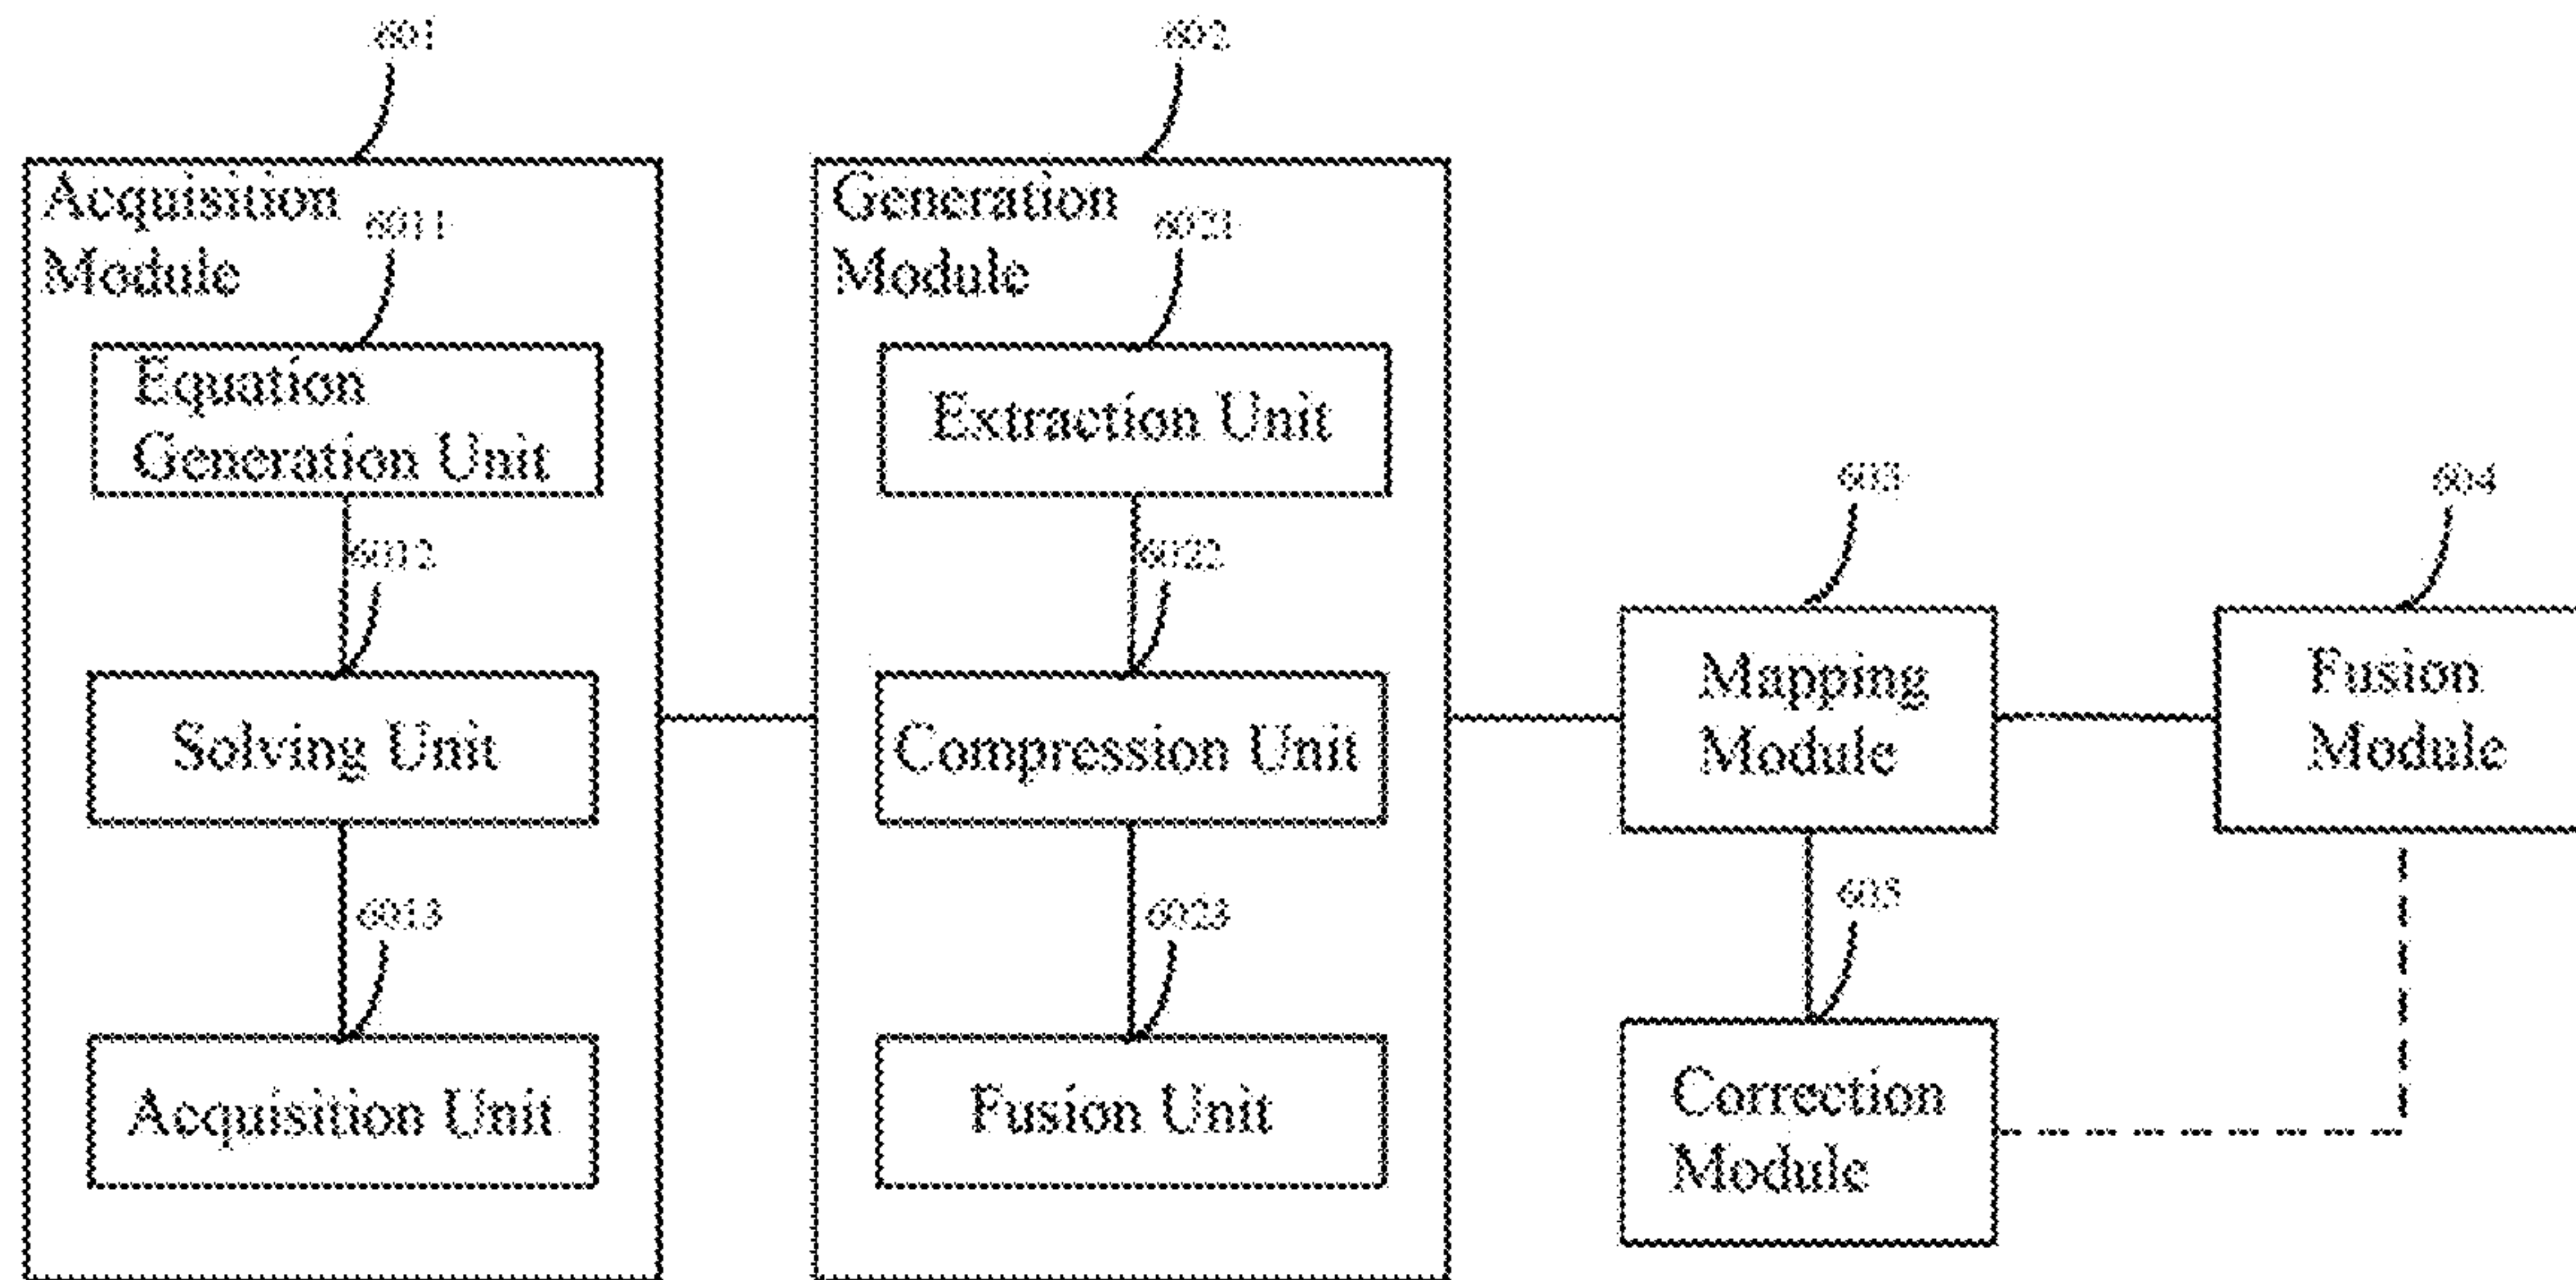 601
602
Acquisition
Module
6011
Equation
Generation Unit
6012
Solving Unit
6013
Acquisition Unit
Generation
Module
6021
Extraction Unit
6022
Compression Unit
6023
Fusion Unit
603
Mapping
Module
604
Fusion
Module
605
Correction
Module